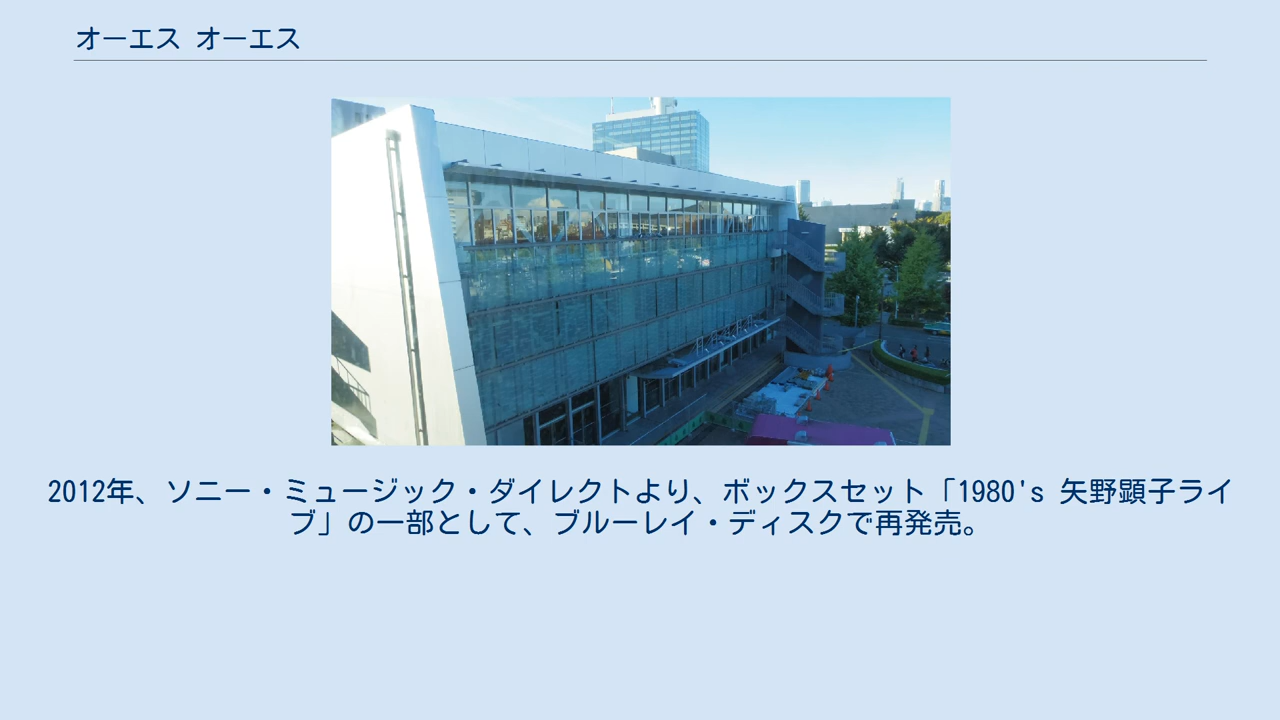 オーエス オーエス
2012年、ソニー・ミュージック・ダイレクトより、ボックスセット「1980's 矢野顕子ライ
ブ」の一部として、ブルーレイ・ディスクで再発売。